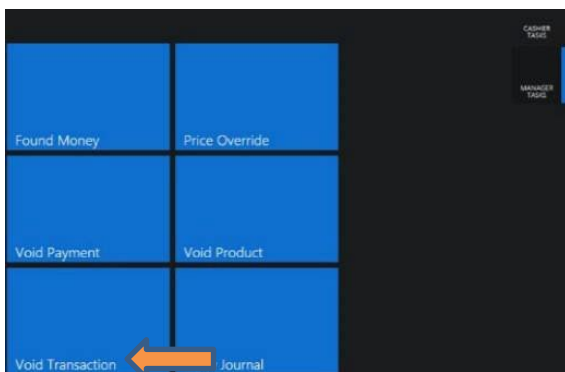 CASHIER
TASKS
MANAGER
TASKS
Found Money
Price Override
Void Payment
Void Product
Void Transaction
Journal